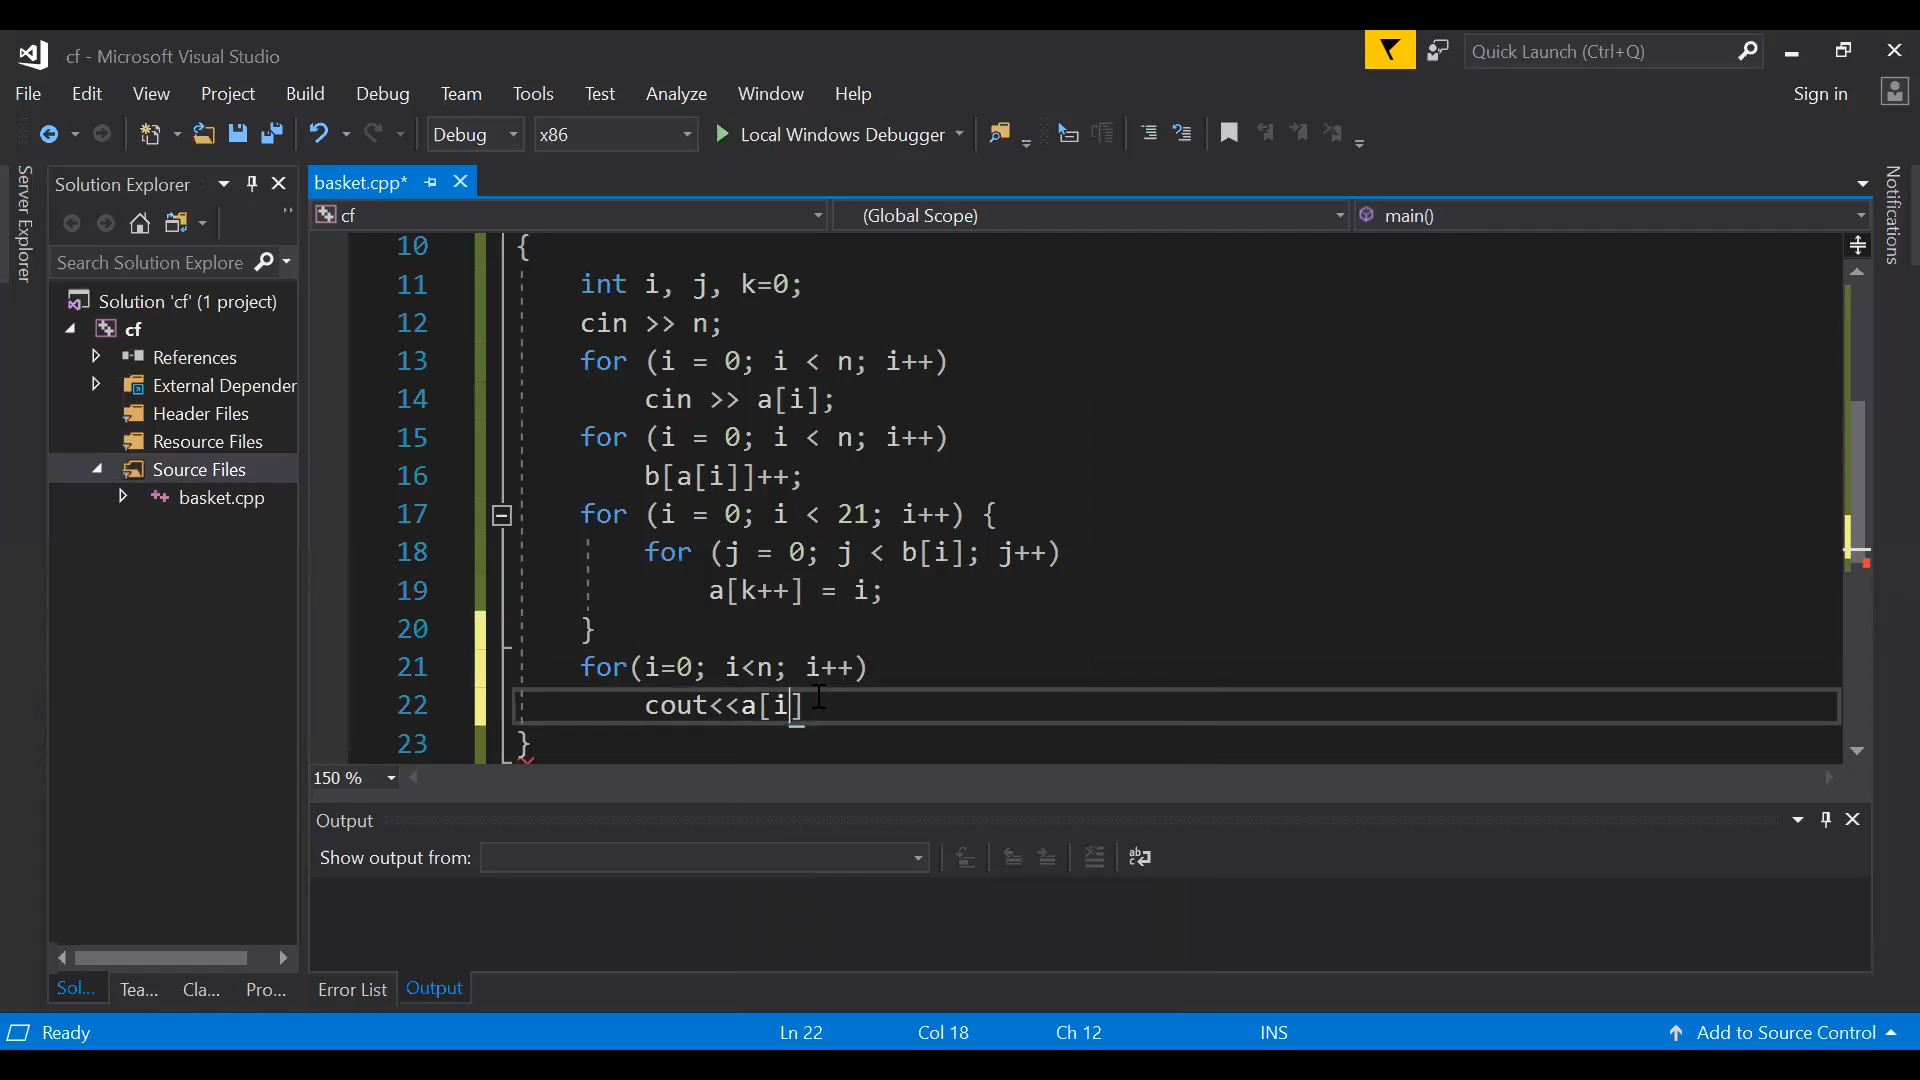 cf - Microsoft Visual Studio
Quick Launch (Ctrl+Q)
File Edit View Project Build Debug Team Tools Test Analyze Window Help
Sign in
Debug x86 Local Windows Debugger
Server Explorer
Solution Explorer
Search Solution Explore
Solution 'cf' (1 project)
cf
References
External Depender
Header Files
Resource Files
Source Files
basket.cpp
basket.cpp*
cf (Global Scope) main()
10 {
11 int i, j, k=0;
12 cin >> n;
13 for (i = 0; i < n; i++)
14 cin >> a[i];
15 for (i = 0; i < n; i++)
16 b[a[i]]++;
17 for (i = 0; i < 21; i++) {
18 for (j = 0; j < b[i]; j++)
19 a[k++] = i;
20 }
21 for(i=0; i<n; i++)
22 cout<<a[i]
23 }
150 %
Notifications
Output
Show output from:
Sol... Tea... Cla... Pro...
Error List Output
Ready Ln 22 Col 18 Ch 12 INS Add to Source Control